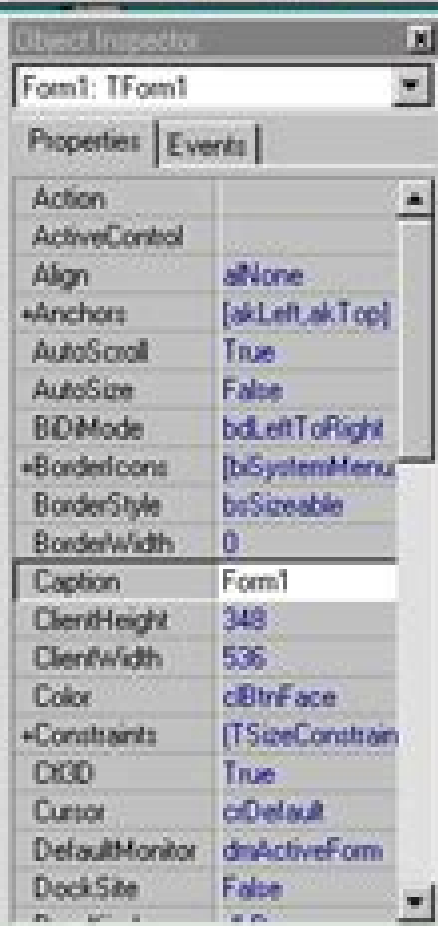 Object Inspector
Form1: TForm1
Properties Events
Action
ActiveControl
Align alNone
+Anchors [akLeft,akTop]
AutoScroll True
AutoSize False
BiDiMode bdLeftToRight
+BorderIcons [biSystemMenu,
BorderStyle bsSizeable
BorderWidth 0
Caption Form1
ClientHeight 348
ClientWidth 536
Color clBtnFace
+Constraints (TSizeConstrain
Ctl3D True
Cursor crDefault
DefaultMonitor dmActiveForm
DockSite False